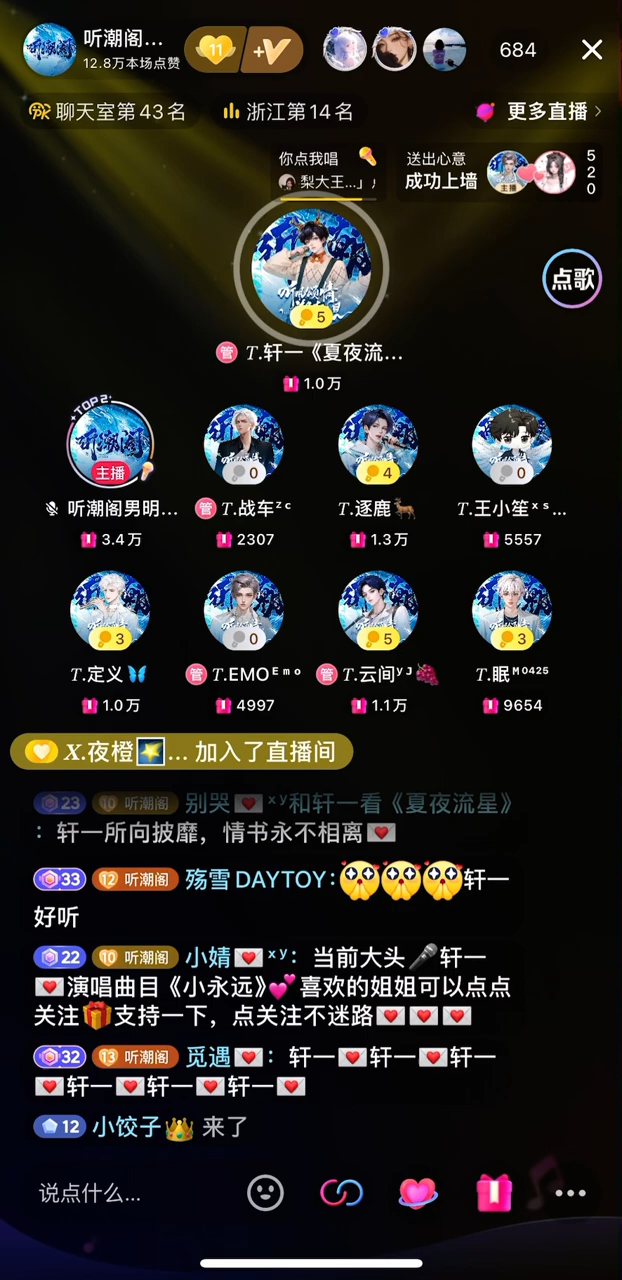 听潮阁...
12.8万本场点赞
11
+V
684
聊天室第43名
浙江第14名
更多直播
你点我唱
梨大王...」
送出心意
成功上墙
主播
520
点歌
5
管 T.轩一《夏夜流...
1.0万
TOP2
听潮阁
主播
0
4
0
听潮阁男明...
管 T.战车ᶻᶜ
T.逐鹿🦌
T.王小笙ˣˢ...
3.4万
2307
1.3万
5557
3
0
5
3
T.定义🦋
管 T.EMOᴱᵐᵒ
管 T.云间ʸᴶ🍇
T.眠ᴹ⁰⁴²⁵
1.0万
4997
1.1万
9654
X.夜橙🌠... 加入了直播间
23 10 听潮阁 别哭💌ˣʸ和轩一看《夏夜流星》
：轩一所向披靡，情书永不相离💌
33 12 听潮阁 殇雪DAYTOY：轩一
好听
22 10 听潮阁 小婧💌ˣʸ：当前大头🎤轩一
💌演唱曲目《小永远》💕喜欢的姐姐可以点点
关注🎁支持一下，点关注不迷路💌💌💌
32 13 听潮阁 觅遇💌：轩一💌轩一💌轩一
💌轩一💌轩一💌轩一💌
12 小饺子👑 来了
说点什么...